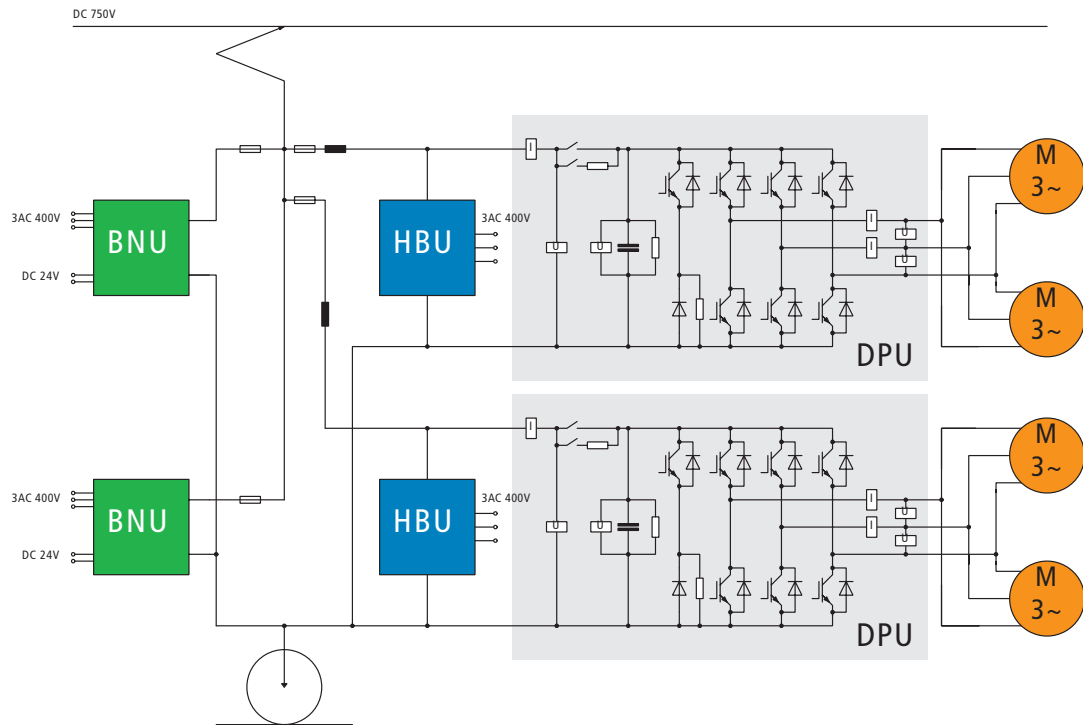 DC 750V
3AC 400V
BNU
DC 24V
3AC 400V
HBU
I
U
U
I
I
U
U
DPU
M
3~
M
3~
3AC 400V
BNU
DC 24V
3AC 400V
HBU
I
U
U
I
I
U
U
DPU
M
3~
M
3~